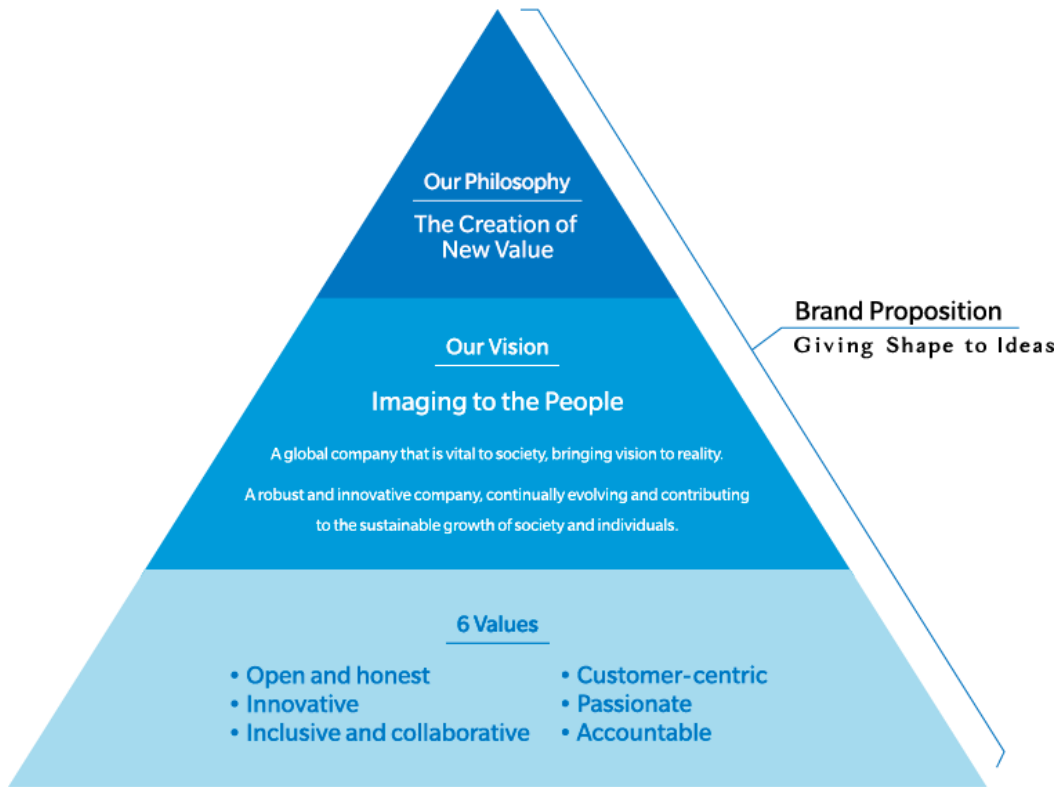 Our Philosophy
The Creation of
New Value
Our Vision
Imaging to the People
A global company that is vital to society, bringing vision to reality.
A robust and innovative company, continually evolving and contributing
to the sustainable growth of society and individuals.
6 Values
• Open and honest
• Innovative
• Inclusive and collaborative
• Customer-centric
• Passionate
• Accountable
Brand Proposition
Giving Shape to Ideas